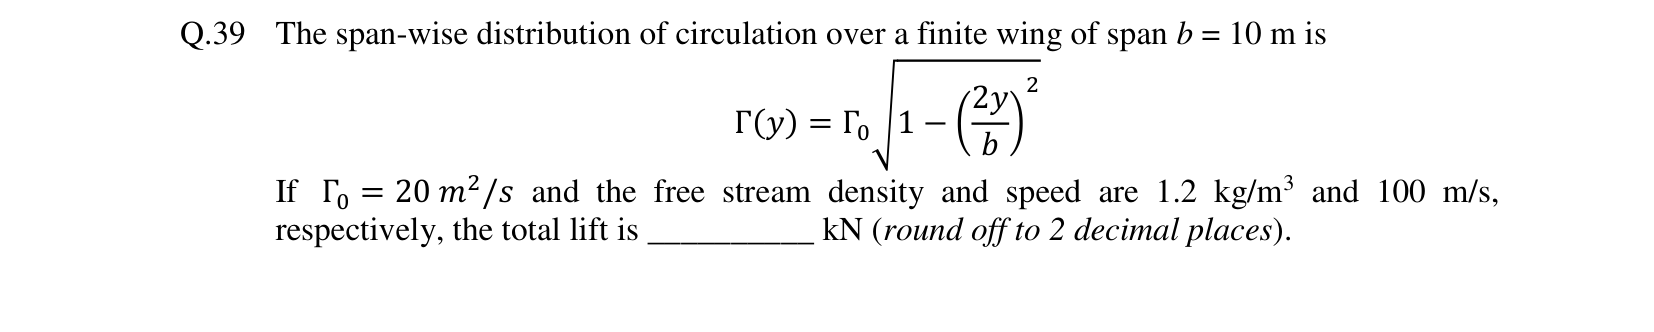 Q.39 The span-wise distribution of circulation over a finite wing of span b = 10 m is
Γ(y) = Γ₀ √(1 − (2y/b)²)
If Γ₀ = 20 m²/s and the free stream density and speed are 1.2 kg/m³ and 100 m/s,
respectively, the total lift is __________ kN (round off to 2 decimal places).